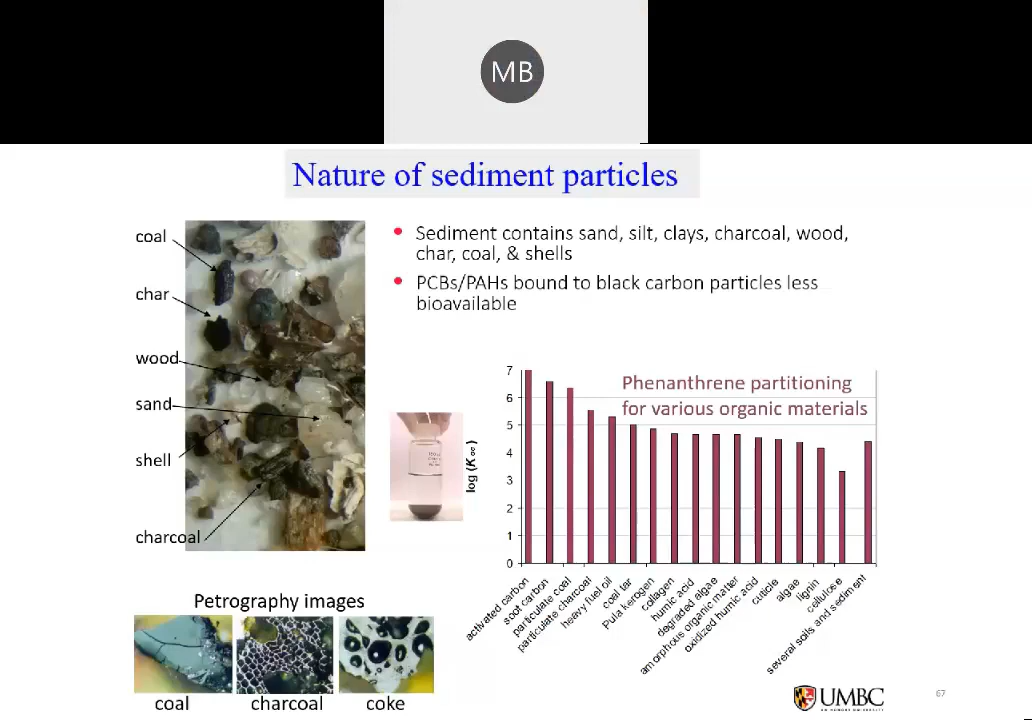 MB
Nature of sediment particles
coal
char
wood
sand
shell
charcoal
• Sediment contains sand, silt, clays, charcoal, wood,
char, coal, & shells
• PCBs/PAHs bound to black carbon particles less
bioavailable
Phenanthrene partitioning
for various organic materials
7
6
5
4
3
2
1
0
activated carbon
soot carbon
particulate coal
particulate charcoal
heavy fuel oil
coal tar
Pula kerogen
collagen
humic acid
degraded algae
amorphous organic matter
oxidized humic acid
cuticle
algae
lignin
cellulose
several soils and sediment
Petrography images
coal
charcoal
coke
UMBC
67